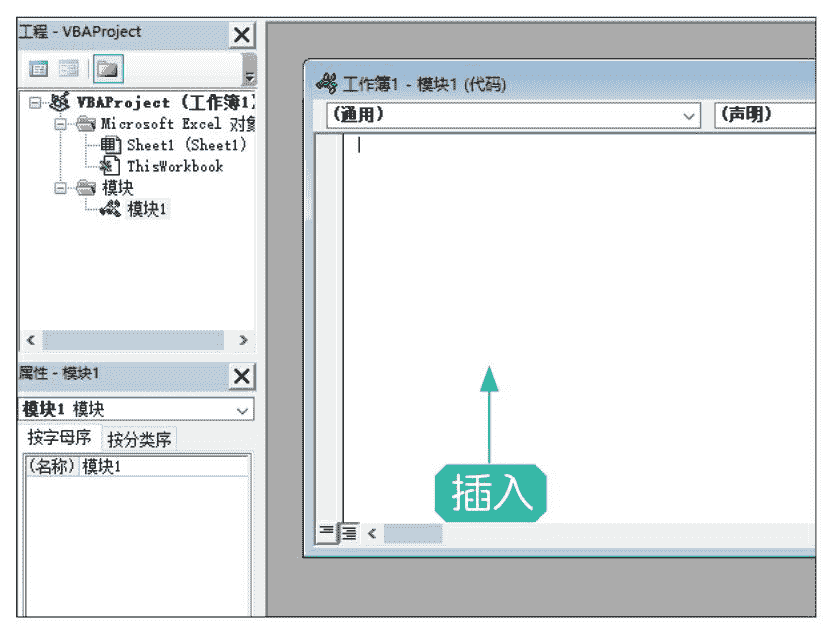 工程 - VBAProject
VBAProject (工作簿1)
Microsoft Excel 对象
Sheet1 (Sheet1)
ThisWorkbook
模块
模块1
属性 - 模块1
模块1 模块
按字母序 按分类序
(名称) 模块1
工作簿1 - 模块1 (代码)
(通用) (声明)
插入